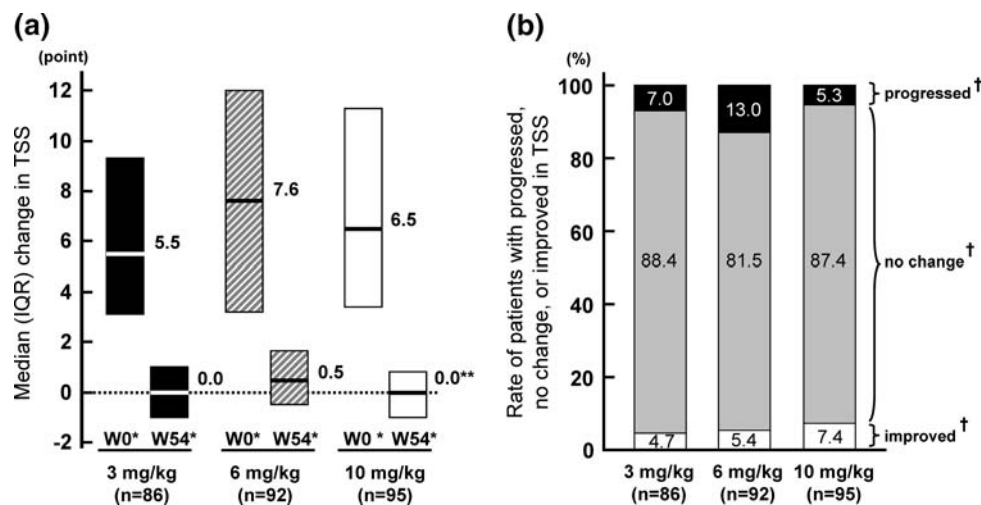 (a)
(point)
Median (IQR) change in TSS
12
10
8
6
4
2
0
-2
5.5
0.0
7.6
0.5
6.5
0.0**
W0* W54* W0* W54* W0 * W54*
3 mg/kg 6 mg/kg 10 mg/kg
(n=86) (n=92) (n=95)
(b)
(%)
Rate of patients with progressed,
no change, or improved in TSS
100
80
60
40
20
0
7.0 13.0 5.3
88.4 81.5 87.4
4.7 5.4 7.4
progressed†
no change†
improved†
3 mg/kg 6 mg/kg 10 mg/kg
(n=86) (n=92) (n=95)